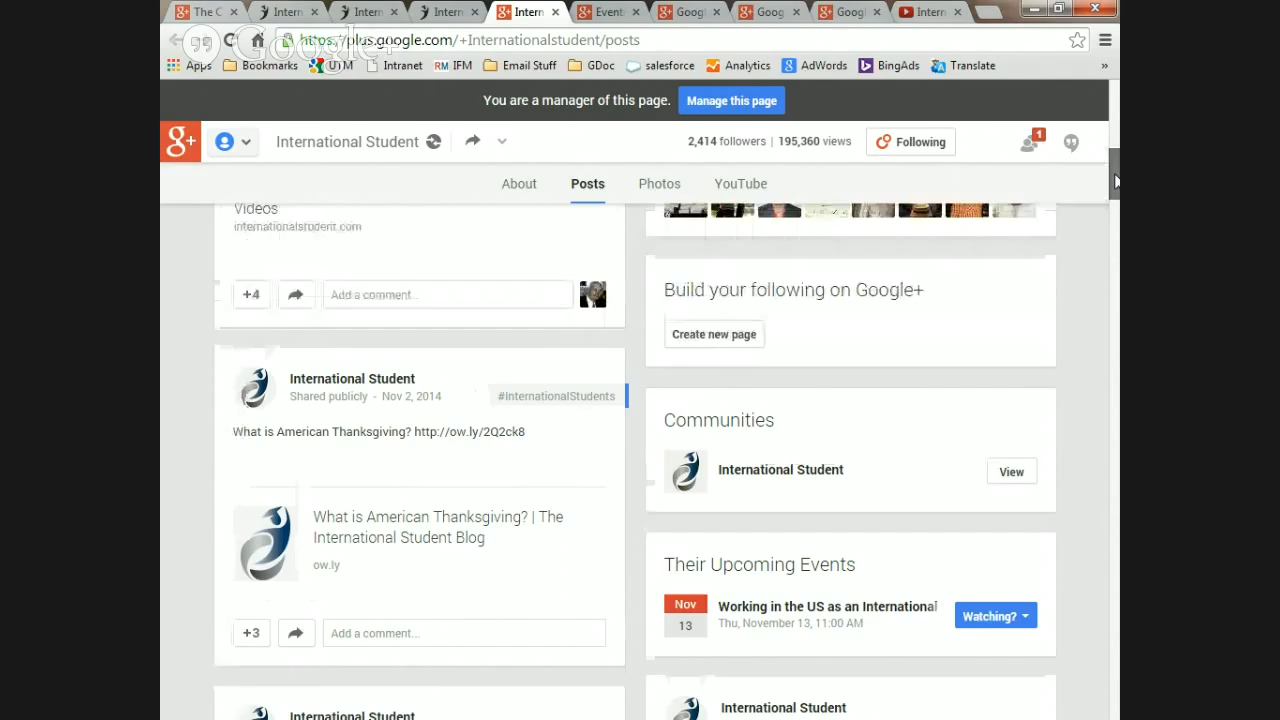 The C
Intern
Intern
Intern
Intern
Event
Googl
Goog
Googl
Intern
Google+
https://plus.google.com/+Internationalstudent/posts
Apps Bookmarks UTM Intranet RM IFM Email Stuff GDoc salesforce Analytics AdWords BingAds Translate »
You are a manager of this page. Manage this page
g+ International Student 2,414 followers | 195,360 views Following 1
About Posts Photos YouTube
Videos
internationalstudent.com
+4 Add a comment...
International Student
Shared publicly - Nov 2, 2014 #InternationalStudents
What is American Thanksgiving? http://ow.ly/2Q2ck8
What is American Thanksgiving? | The
International Student Blog
ow.ly
+3 Add a comment...
International Student
Build your following on Google+
Create new page
Communities
International Student View
Their Upcoming Events
Nov
13
Working in the US as an International
Thu, November 13, 11:00 AM
Watching?
International Student